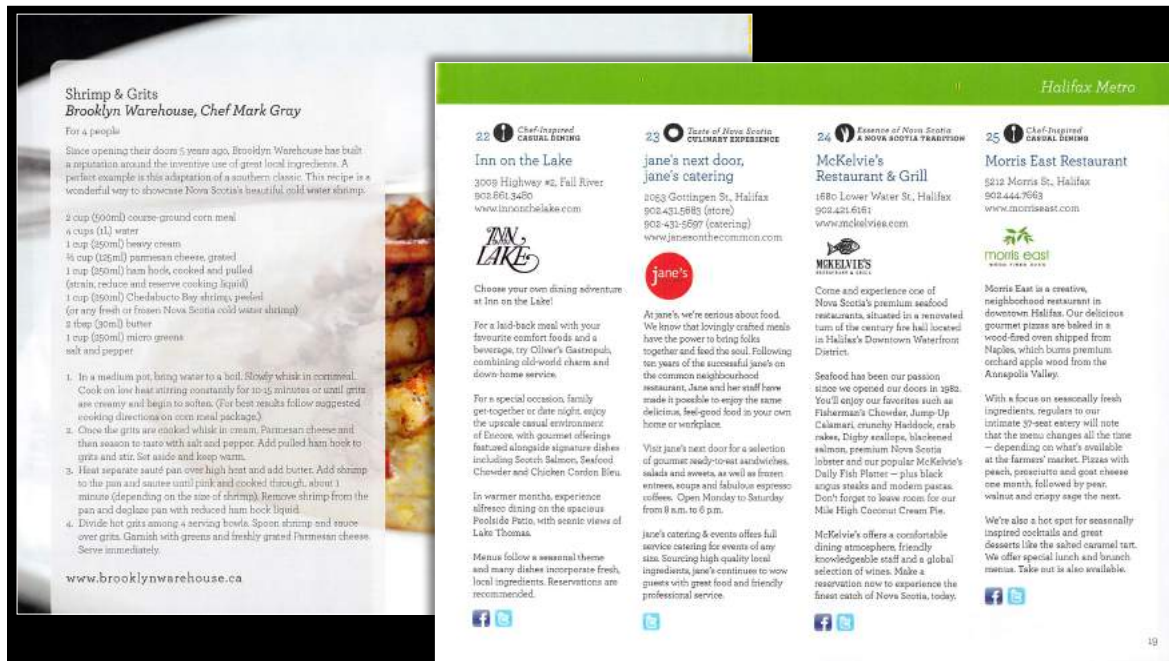 Shrimp & Grits
Brooklyn Warehouse, Chef Mark Gray
For 4 people
Since opening their doors 5 years ago, Brooklyn Warehouse has built
a reputation around the inventive use of great local ingredients. A
perfect example is this adaptation of a southern classic. This recipe is a
wonderful way to showcase Nova Scotia's beautiful cold water shrimp.
2 cup (500ml) course-ground corn meal
4 cups (1L) water
1 cup (250ml) heavy cream
½ cup (125ml) parmesan cheese, grated
1 cup (250ml) ham hock, cooked and pulled
(strain, reduce and reserve cooking liquid)
1 cup (250ml) Chedabucto Bay shrimp, peeled
(or any fresh or frozen Nova Scotia cold water shrimp)
2 tbsp (30ml) butter
1 cup (250ml) micro greens
salt and pepper
1. In a medium pot, bring water to a boil. Slowly whisk in cornmeal.
Cook on low heat stirring constantly for 10-15 minutes or until grits
are creamy and begin to soften. (For best results follow suggested
cooking directions on corn meal package.)
2. Once the grits are cooked whisk in cream, Parmesan cheese and
then season to taste with salt and pepper. Add pulled ham hock to
grits and stir. Set aside and keep warm.
3. Heat separate sauté pan over high heat and add butter. Add shrimp
to the pan and sautee until pink and cooked through, about 1
minute (depending on the size of shrimp). Remove shrimp from the
pan and deglaze pan with reduced ham hock liquid.
4. Divide hot grits among 4 serving bowls. Spoon shrimp and sauce
over grits. Garnish with greens and freshly grated Parmesan cheese.
Serve immediately.
www.brooklynwarehouse.ca
Halifax Metro
22 Chef-Inspired
CASUAL DINING
Inn on the Lake
3009 Highway #2, Fall River
902.861.3480
www.innonthelake.com
INN
LAKE
Choose your own dining adventure
at Inn on the Lake!
For a laid-back meal with your
favourite comfort foods and a
beverage, try Oliver's Gastropub,
combining old-world charm and
down-home service.
For a special occasion, family
get-together or date night, enjoy
the upscale casual environment
of Encore, with gourmet offerings
featured alongside signature dishes
including Scotch Salmon, Seafood
Chowder and Chicken Cordon Bleu.
In warmer months, experience
alfresco dining on the spacious
Poolside Patio, with scenic views of
Lake Thomas.
Menus follow a seasonal theme
and many dishes incorporate fresh,
local ingredients. Reservations are
recommended.
23 Taste of Nova Scotia
CULINARY EXPERIENCE
jane's next door,
jane's catering
2053 Gottingen St., Halifax
902.431.5683 (store)
902-431-5697 (catering)
www.janesonthecommon.com
jane's
At jane's, we're serious about food.
We know that lovingly crafted meals
have the power to bring folks
together and feed the soul. Following
ten years of the successful jane's on
the common neighbourhood
restaurant, Jane and her staff have
made it possible to enjoy the same
delicious, feel-good food in your own
home or workplace.
Visit jane's next door for a selection
of gourmet ready-to-eat sandwiches,
salads and sweets, as well as frozen
entrees, soups and fabulous espresso
coffees. Open Monday to Saturday
from 8 a.m. to 6 p.m.
jane's catering & events offers full
service catering for events of any
size. Sourcing high quality local
ingredients, jane's continues to wow
guests with great food and friendly
professional service.
24 Essence of Nova Scotia
A NOVA SCOTIA TRADITION
McKelvie's
Restaurant & Grill
1680 Lower Water St., Halifax
902.421.6161
www.mckelvies.com
MCKELVIE'S
RESTAURANT & GRILL
Come and experience one of
Nova Scotia's premium seafood
restaurants, situated in a renovated
turn of the century fire hall located
in Halifax's Downtown Waterfront
District.
Seafood has been our passion
since we opened our doors in 1982.
You'll enjoy our favorites such as
Fisherman's Chowder, Jump-Up
Calamari, crunchy Haddock, crab
cakes, Digby scallops, blackened
salmon, premium Nova Scotia
lobster and our popular McKelvie's
Daily Fish Platter — plus black
angus steaks and modern pastas.
Don't forget to leave room for our
Mile High Coconut Cream Pie.
McKelvie's offers a comfortable
dining atmosphere, friendly
knowledgeable staff and a global
selection of wines. Make a
reservation now to experience the
finest catch of Nova Scotia, today.
25 Chef-Inspired
CASUAL DINING
Morris East Restaurant
5212 Morris St., Halifax
902.444.7663
www.morriseast.com
morris east
WOOD FIRED OVEN
Morris East is a creative,
neighborhood restaurant in
downtown Halifax. Our delicious
gourmet pizzas are baked in a
wood-fired oven shipped from
Naples, which burns premium
orchard apple wood from the
Annapolis Valley.
With a focus on seasonally fresh
ingredients, regulars to our
intimate 37-seat eatery will note
that the menu changes all the time
— depending on what's available
at the farmers' market. Pizzas with
peach, prosciutto and goat cheese
one month, followed by pear,
walnut and crispy sage the next.
We're also a hot spot for seasonally
inspired cocktails and great
desserts like the salted caramel tart.
We offer special lunch and brunch
menus. Take out is also available.
19